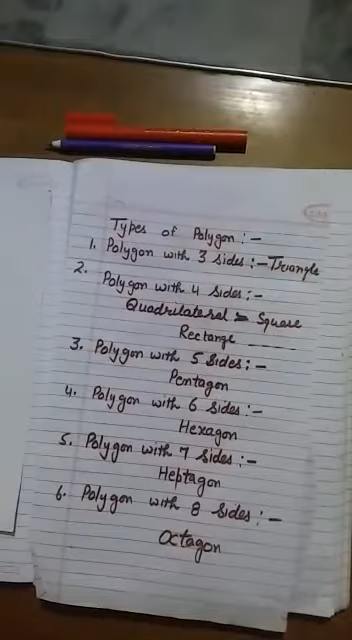 Types of Polygon :-
1. Polygon with 3 sides :- Triangle
2. Polygon with 4 sides :-
Quadrilateral = Square
Rectange
3. Polygon with 5 sides :-
Pentagon
4. Polygon with 6 sides :-
Hexagon
5. Polygon with 7 sides :-
Heptagon
6. Polygon with 8 sides :-
Octagon